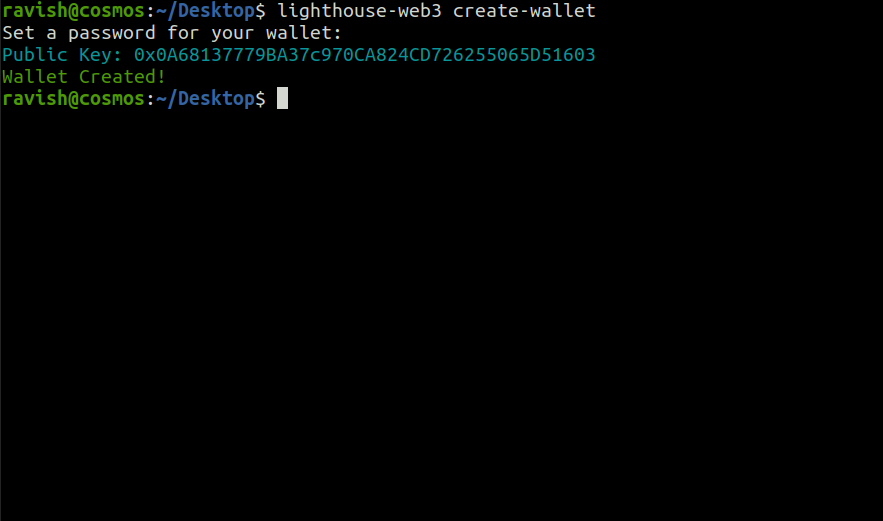 ravish@cosmos:~/Desktop$ lighthouse-web3 create-wallet
Set a password for your wallet:
Public Key: 0x0A68137779BA37c970CA824CD726255065D51603
Wallet Created!
ravish@cosmos:~/Desktop$